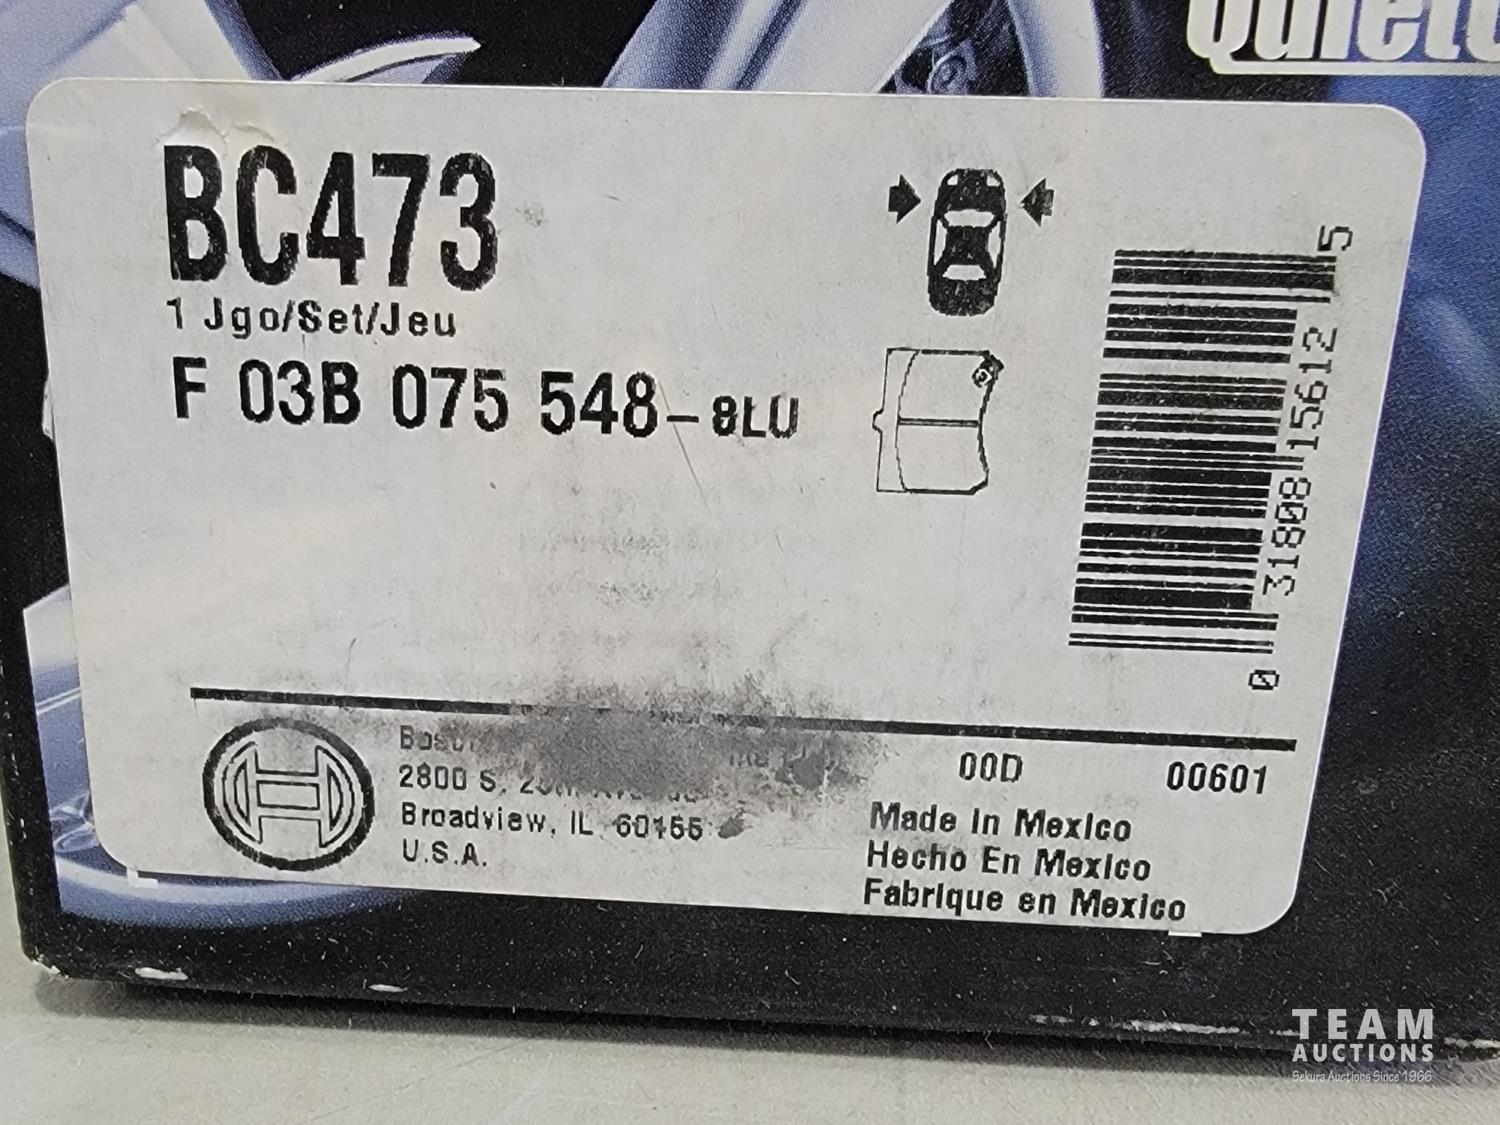 BC473
1 Jgo/Set/Jeu
F 03B 075 548-8LU
0 31808 15612 5
2800 S.
Broadview, IL 60155
U.S.A.
00D 00601
Made In Mexico
Hecho En Mexico
Fabrique en Mexico
TEAM
AUCTIONS
Sekura Auctions Since 1966